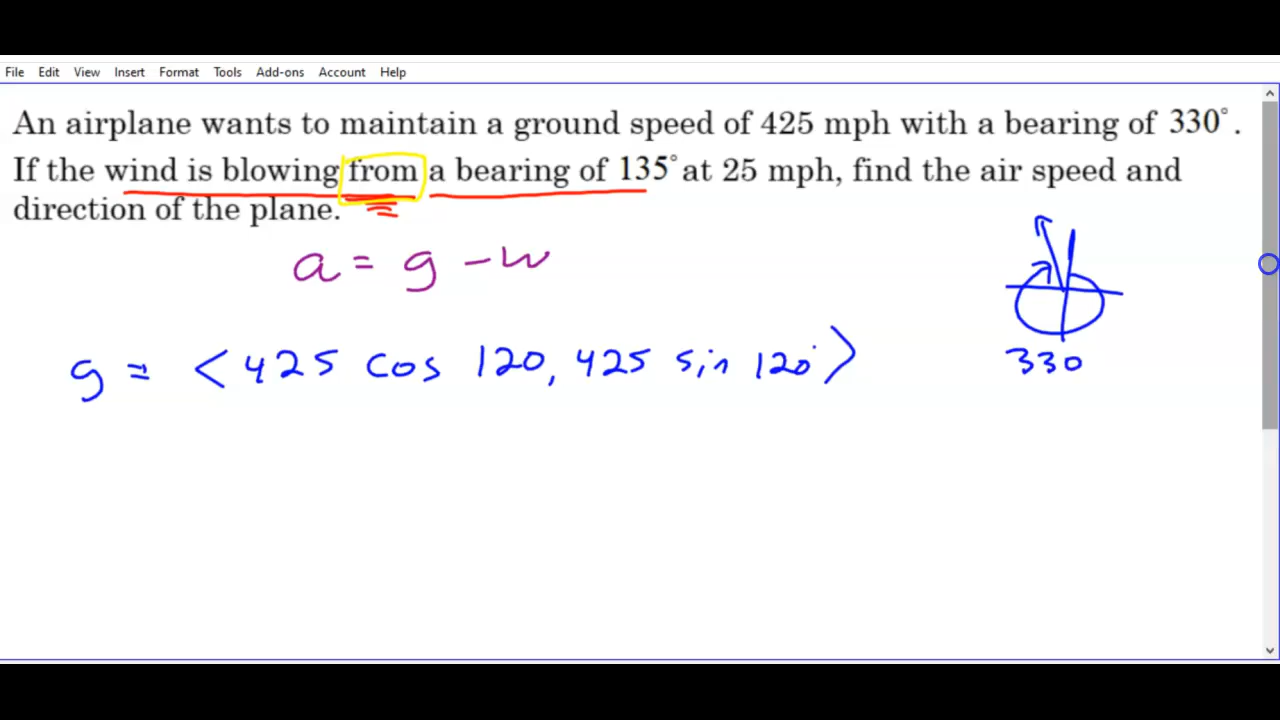 File Edit View Insert Format Tools Add-ons Account Help
An airplane wants to maintain a ground speed of 425 mph with a bearing of 330°.
If the wind is blowing from a bearing of 135° at 25 mph, find the air speed and
direction of the plane.
a = g - w
g = <425 cos 120, 425 sin 120°>
330